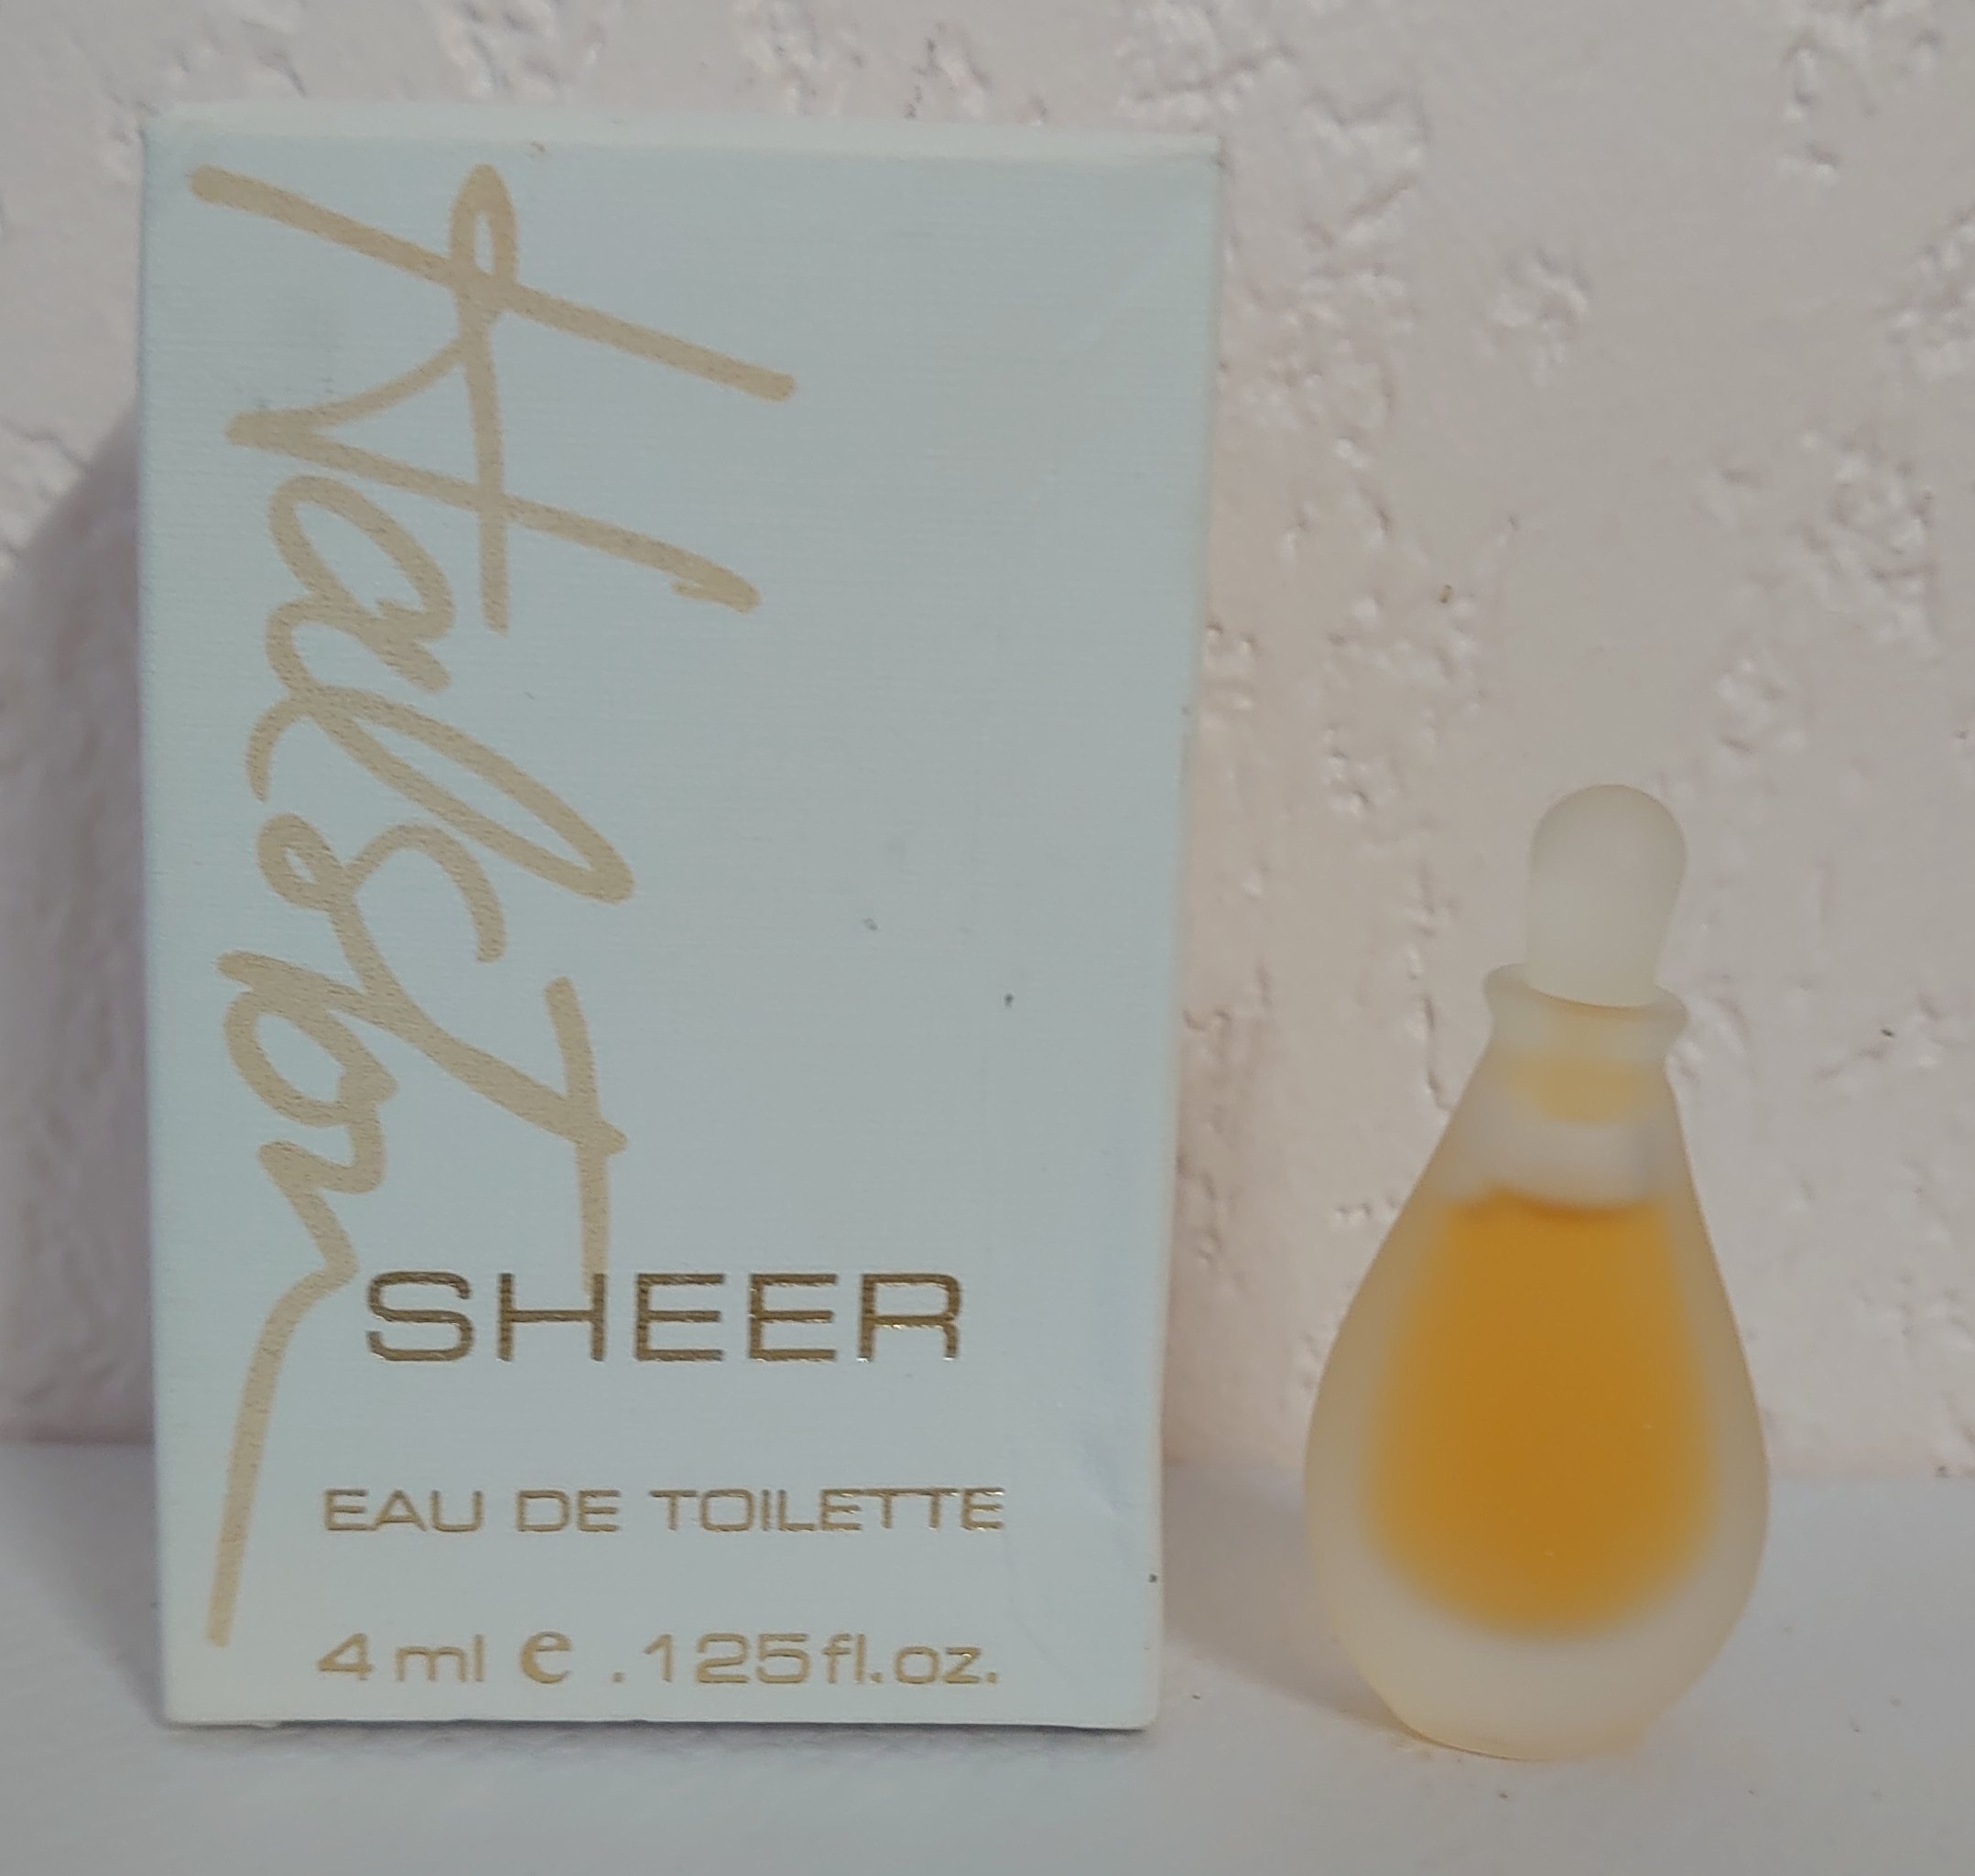 Halston
SHEER
EAU DE TOILETTE
4 ml e .125 fl. oz.